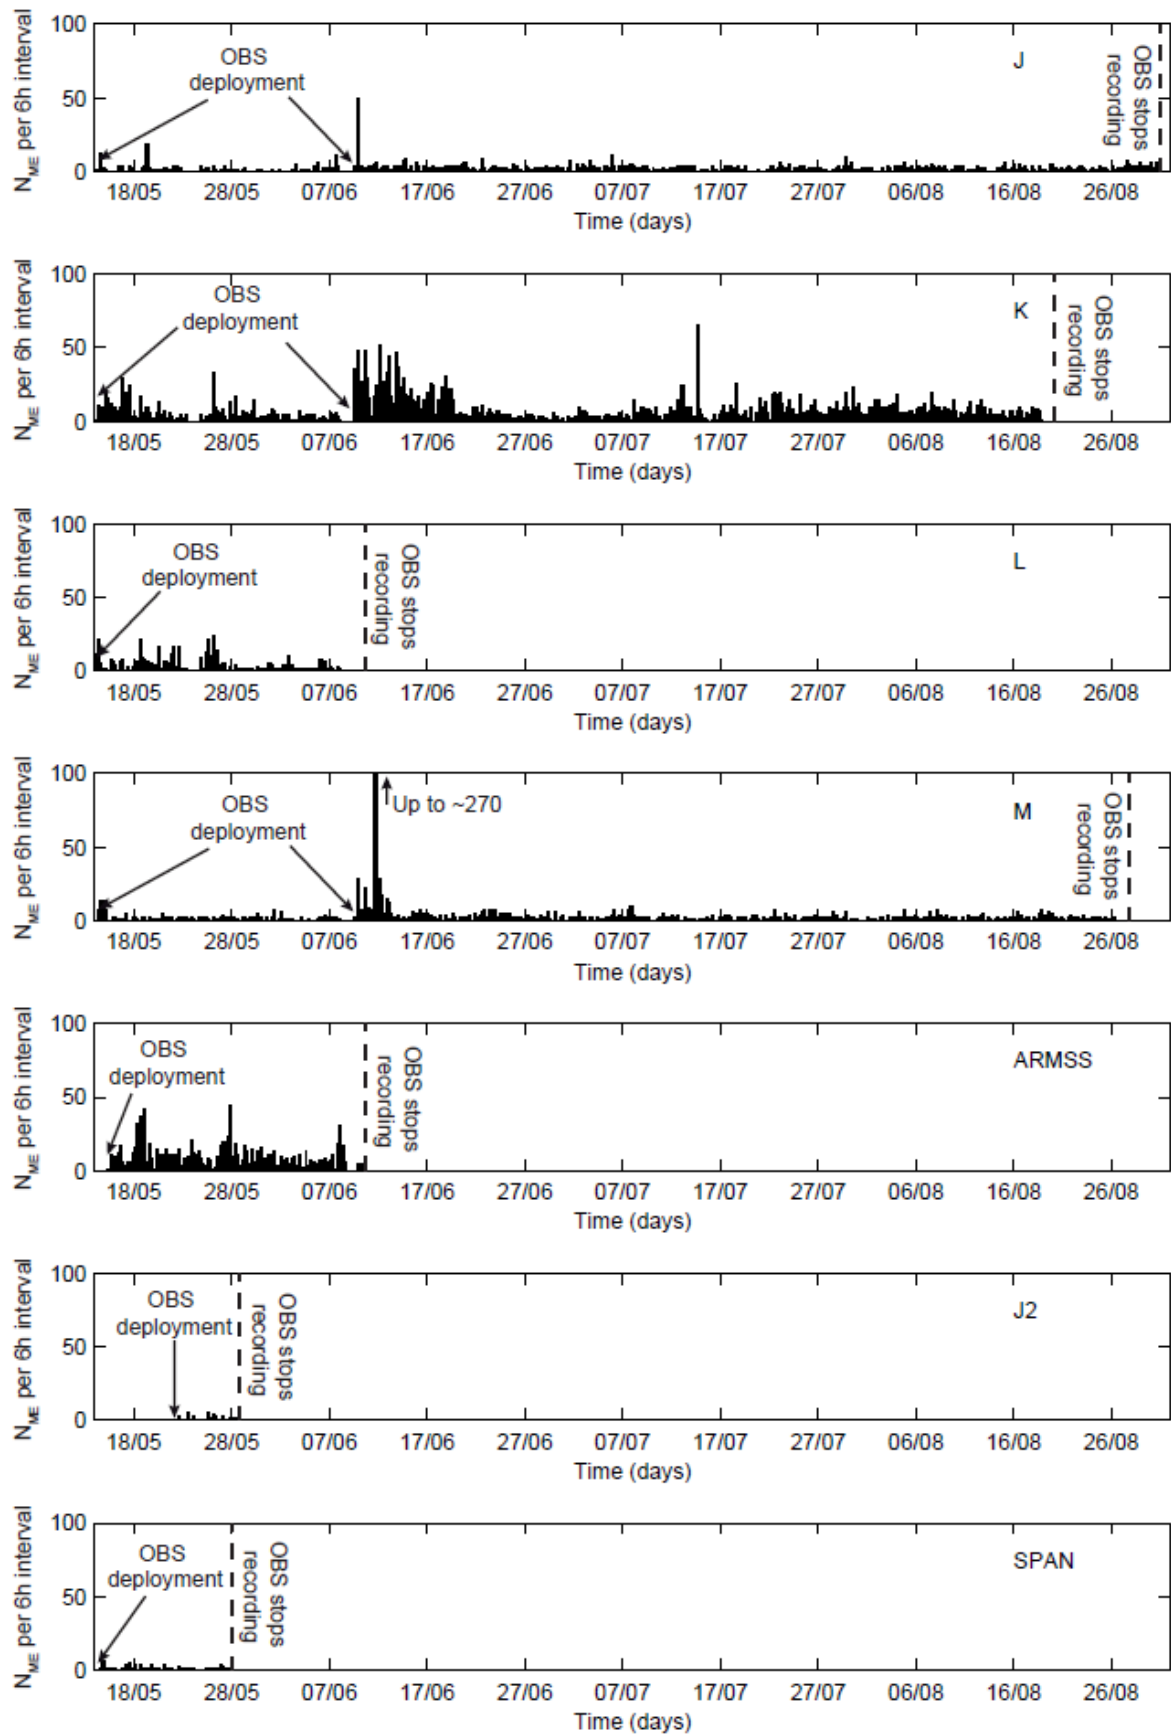 N_ME per 6h interval
100
50
0
OBS
deployment
J
OBS stops
recording
18/05 28/05 07/06 17/06 27/06 07/07 17/07 27/07 06/08 16/08 26/08
Time (days)
N_ME per 6h interval
100
50
0
OBS
deployment
K
OBS stops
recording
18/05 28/05 07/06 17/06 27/06 07/07 17/07 27/07 06/08 16/08 26/08
Time (days)
N_ME per 6h interval
100
50
0
OBS
deployment
OBS stops
recording
L
18/05 28/05 07/06 17/06 27/06 07/07 17/07 27/07 06/08 16/08 26/08
Time (days)
N_ME per 6h interval
100
50
0
OBS
deployment
Up to ~270
M
OBS stops
recording
18/05 28/05 07/06 17/06 27/06 07/07 17/07 27/07 06/08 16/08 26/08
Time (days)
N_ME per 6h interval
100
50
0
OBS
deployment
OBS stops
recording
ARMSS
18/05 28/05 07/06 17/06 27/06 07/07 17/07 27/07 06/08 16/08 26/08
Time (days)
N_ME per 6h interval
100
50
0
OBS
deployment
OBS stops
recording
J2
18/05 28/05 07/06 17/06 27/06 07/07 17/07 27/07 06/08 16/08 26/08
Time (days)
N_ME per 6h interval
100
50
0
OBS
deployment
OBS stops
recording
SPAN
18/05 28/05 07/06 17/06 27/06 07/07 17/07 27/07 06/08 16/08 26/08
Time (days)